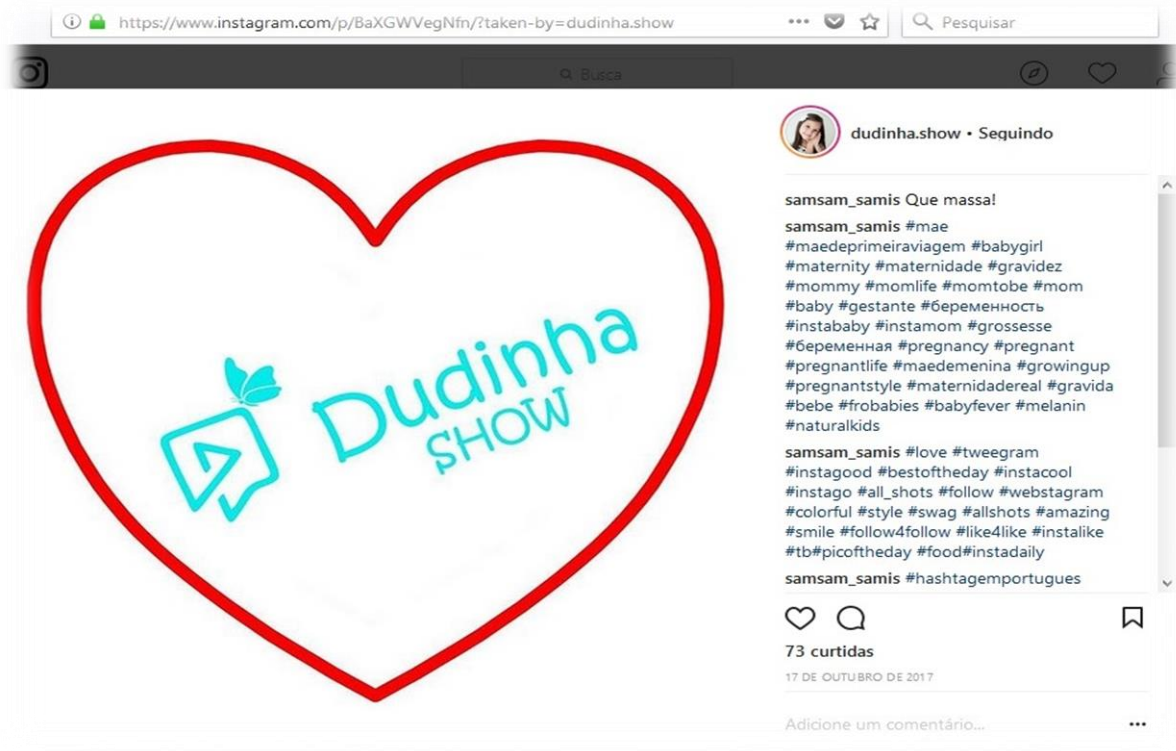 https://www.instagram.com/p/BaXGWVegNfn/?taken-by=dudinha.show
Pesquisar
Busca
dudinha.show • Seguindo
Dudinha
SHOW
samsam_samis Que massa!
samsam_samis #mae
#maedeprimeiraviagem #babygirl
#maternity #maternidade #gravidez
#mommy #momlife #momtobe #mom
#baby #gestante #беременность
#instababy #instamom #grossesse
#беременная #pregnancy #pregnant
#pregnantlife #maedemenina #growingup
#pregnantstyle #maternidadereal #gravida
#bebe #frobabies #babyfever #melanin
#naturalkids
samsam_samis #love #tweegram
#instagood #bestoftheday #instacool
#instago #all_shots #follow #webstagram
#colorful #style #swag #allshots #amazing
#smile #follow4follow #like4like #instalike
#tb#picoftheday #food#instadaily
samsam_samis #hashtagemportugues
73 curtidas
17 DE OUTUBRO DE 2017
Adicione um comentário...